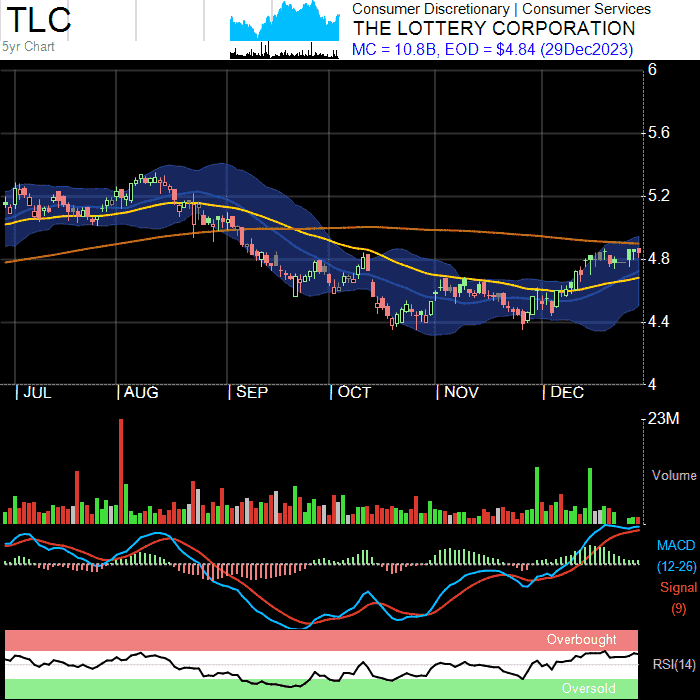 TLC
5yr Chart
Consumer Discretionary | Consumer Services
THE LOTTERY CORPORATION
MC = 10.8B, EOD = $4.84 (29Dec2023)
6
5.6
5.2
4.8
4.4
4
| JUL | AUG | SEP | OCT | NOV | DEC
23M
Volume
MACD
(12-26)
Signal
(9)
Overbought
RSI(14)
Oversold